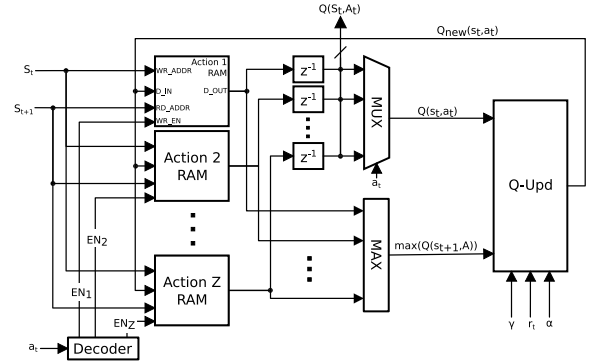 Q(St,At)
Qnew(st,at)
Action 1
RAM
St
WR_ADDR
D_IN
D_OUT
St+1
RD_ADDR
WR_EN
z-1
z-1
z-1
MUX
at
Q(st,at)
Action 2
RAM
Q-Upd
EN2
EN1
MAX
max(Q(st+1,A))
Action Z
RAM
ENZ
at
Decoder
γ
rt
α